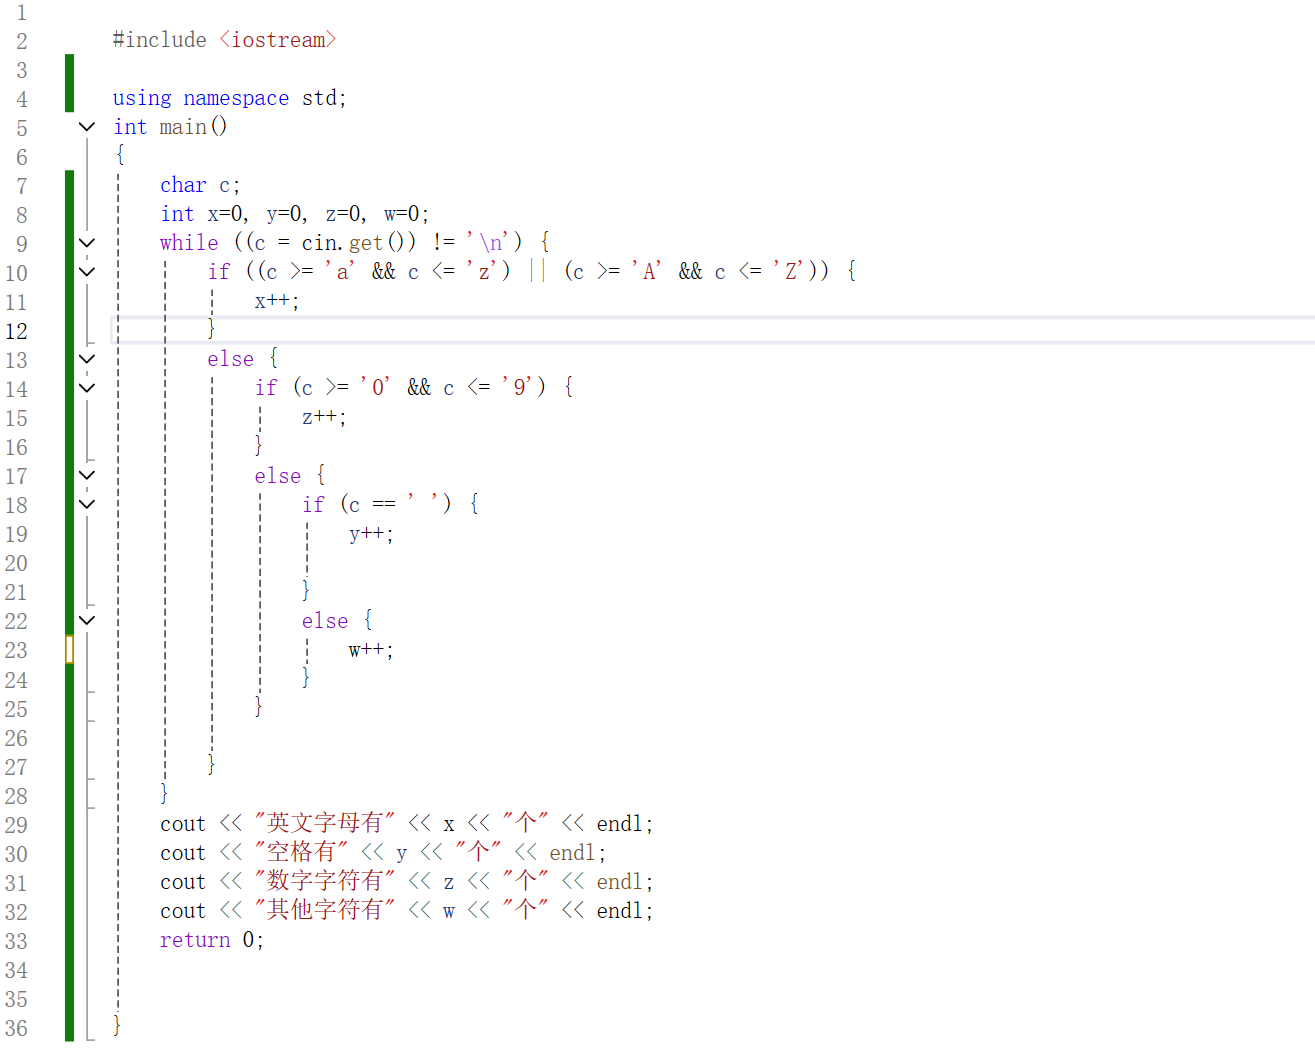 1
2 #include <iostream>
3
4 using namespace std;
5 int main()
6 {
7 char c;
8 int x=0, y=0, z=0, w=0;
9 while ((c = cin.get()) != '\n') {
10 if ((c >= 'a' && c <= 'z') || (c >= 'A' && c <= 'Z')) {
11 x++;
12 }
13 else {
14 if (c >= '0' && c <= '9') {
15 z++;
16 }
17 else {
18 if (c == ' ') {
19 y++;
20
21 }
22 else {
23 w++;
24 }
25 }
26
27 }
28 }
29 cout << "英文字母有" << x << "个" << endl;
30 cout << "空格有" << y << "个" << endl;
31 cout << "数字字符有" << z << "个" << endl;
32 cout << "其他字符有" << w << "个" << endl;
33 return 0;
34
35
36 }